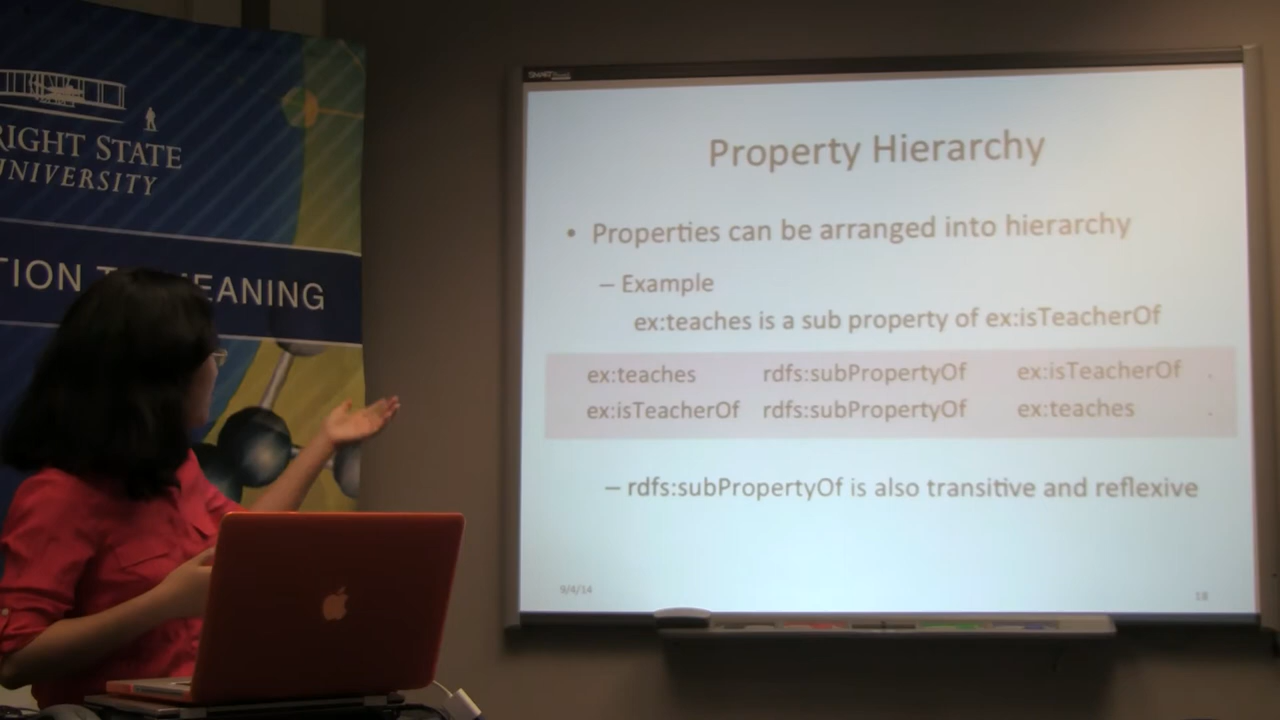 RIGHT STATE
UNIVERSITY
TION T EANING
SMART
Property Hierarchy
• Properties can be arranged into hierarchy
– Example
ex:teaches is a sub property of ex:isTeacherOf
ex:teaches rdfs:subPropertyOf ex:isTeacherOf .
ex:isTeacherOf rdfs:subPropertyOf ex:teaches .
– rdfs:subPropertyOf is also transitive and reflexive
9/4/14
18